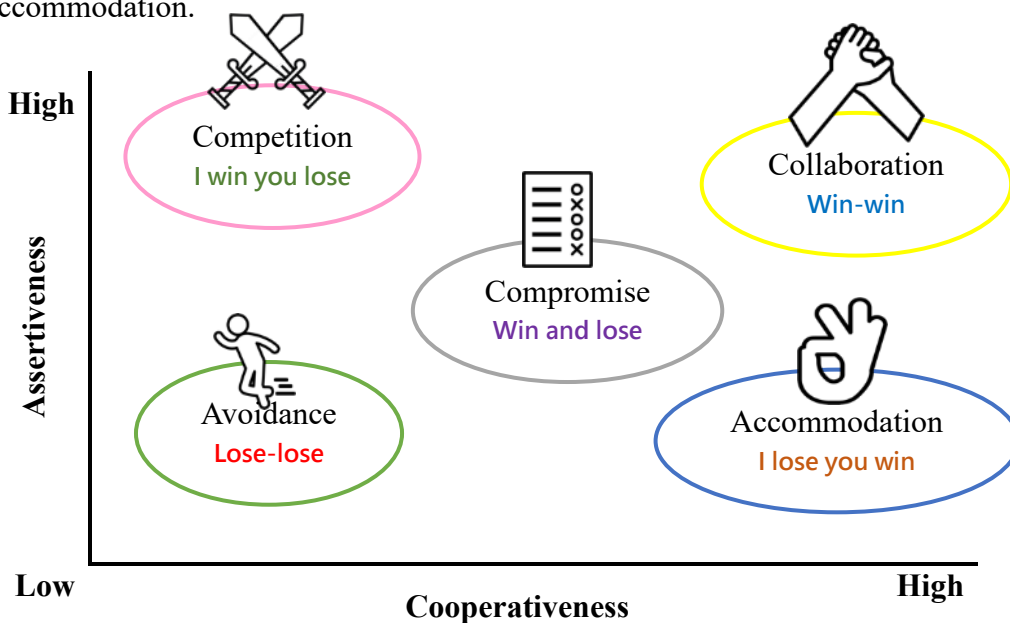 ccommodation.
High
Competition
I win you lose
Collaboration
Win-win
OXOOX
Compromise
Win and lose
Assertiveness
Avoidance
Lose-lose
Accommodation
I lose you win
Low
High
Cooperativeness